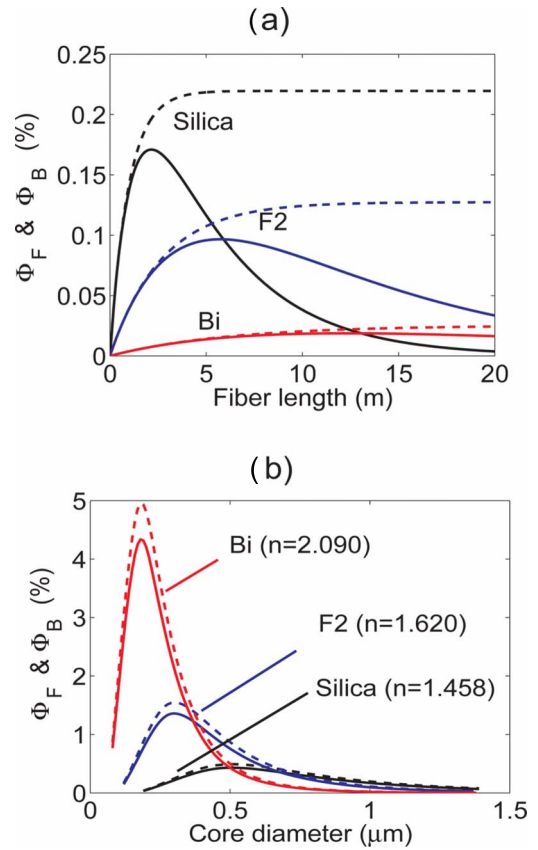 (a)
Φ_F & Φ_B (%)
0.25
0.2
0.15
0.1
0.05
0
Silica
F2
Bi
0 5 10 15 20
Fiber length (m)
(b)
Φ_F & Φ_B (%)
5
4
3
2
1
0
Bi (n=2.090)
F2 (n=1.620)
Silica (n=1.458)
0 0.5 1 1.5
Core diameter (μm)